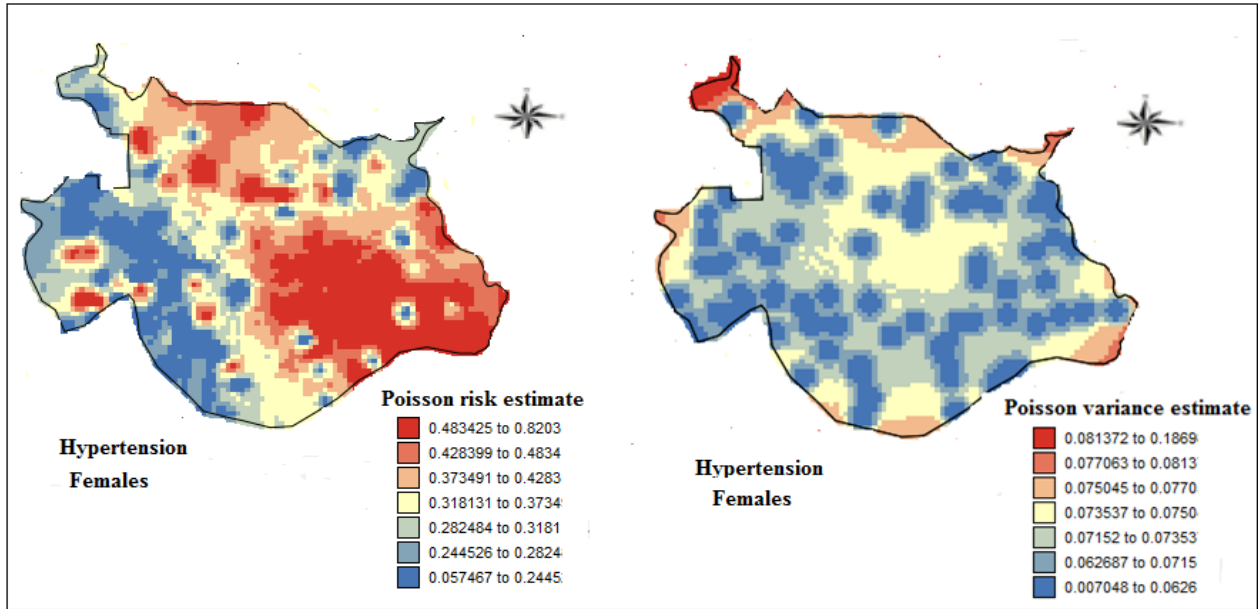 Poisson risk estimate
0.483425 to 0.8203
0.428399 to 0.4834
0.373491 to 0.4283
0.318131 to 0.3734
0.282484 to 0.3181
0.244526 to 0.2824
0.057467 to 0.2445
Hypertension
Females
Poisson variance estimate
0.081372 to 0.1869
0.077063 to 0.0813
0.075045 to 0.0770
0.073537 to 0.0750
0.07152 to 0.07353
0.062687 to 0.0715
0.007048 to 0.0626
Hypertension
Females